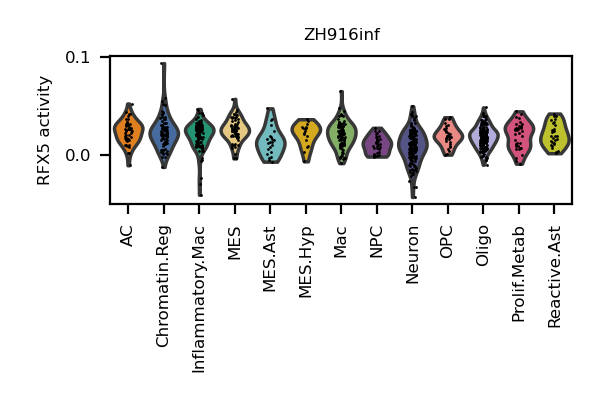 ZH916inf
RFX5 activity
0.1
0.0
AC
Chromatin.Reg
Inflammatory.Mac
MES
MES.Ast
MES.Hyp
Mac
NPC
Neuron
OPC
Oligo
Prolif.Metab
Reactive.Ast